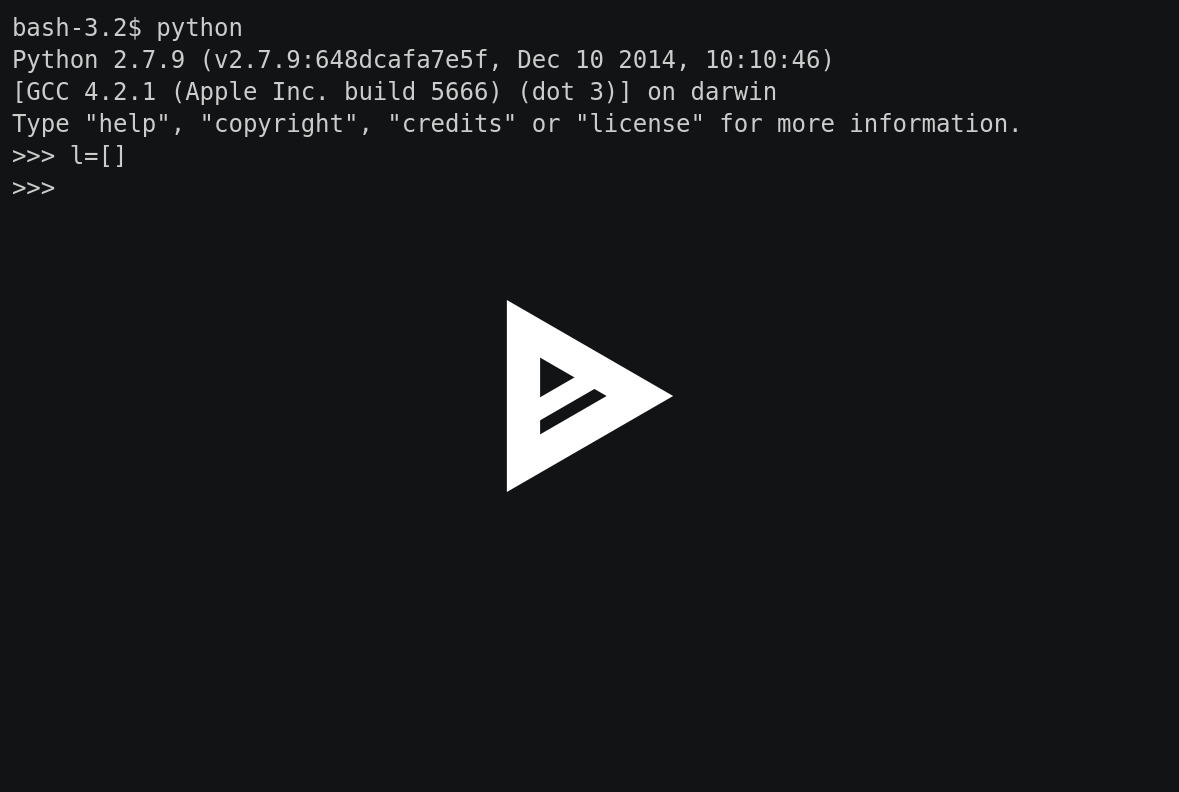 bash-3.2$ python
Python 2.7.9 (v2.7.9:648dcafa7e5f, Dec 10 2014, 10:10:46)
[GCC 4.2.1 (Apple Inc. build 5666) (dot 3)] on darwin
Type "help", "copyright", "credits" or "license" for more information.
>>> l=[]
>>>